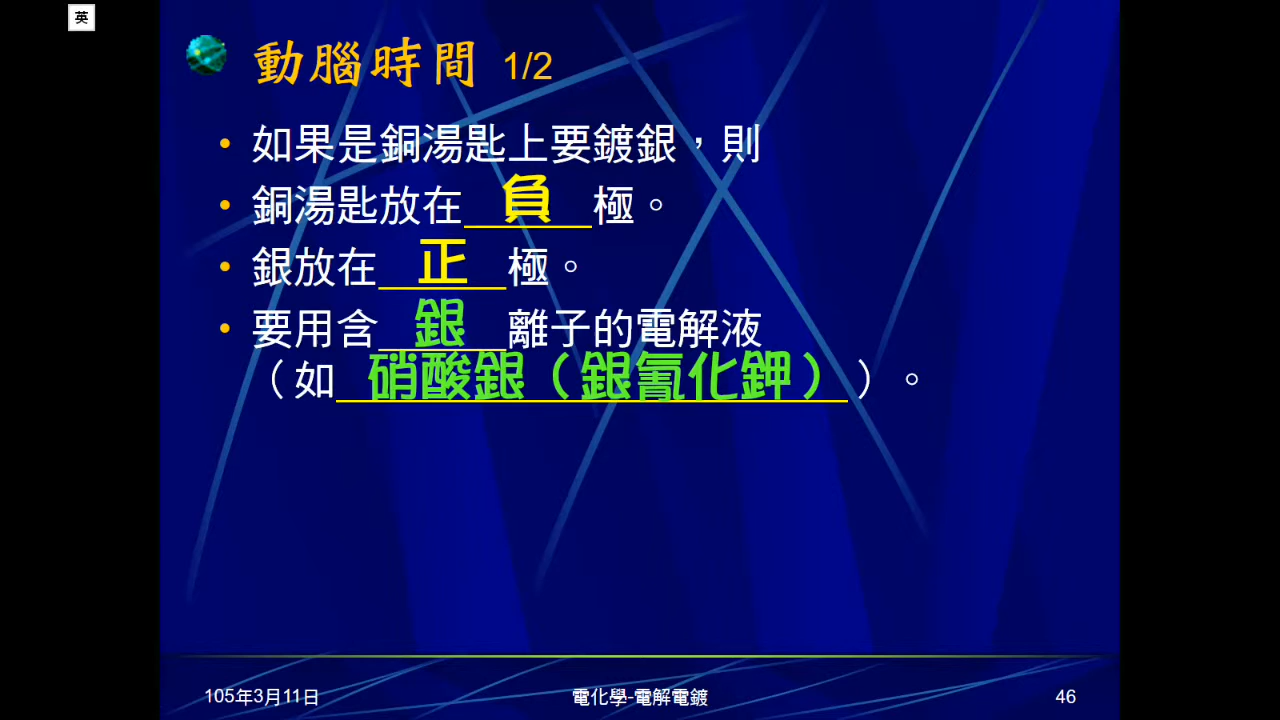 英
動腦時間 1/2
• 如果是銅湯匙上要鍍銀，則
• 銅湯匙放在 負 極。
• 銀放在 正 極。
• 要用含 銀 離子的電解液
（如 硝酸銀（銀氰化鉀） ）。
105年3月11日 電化學-電解電鍍 46